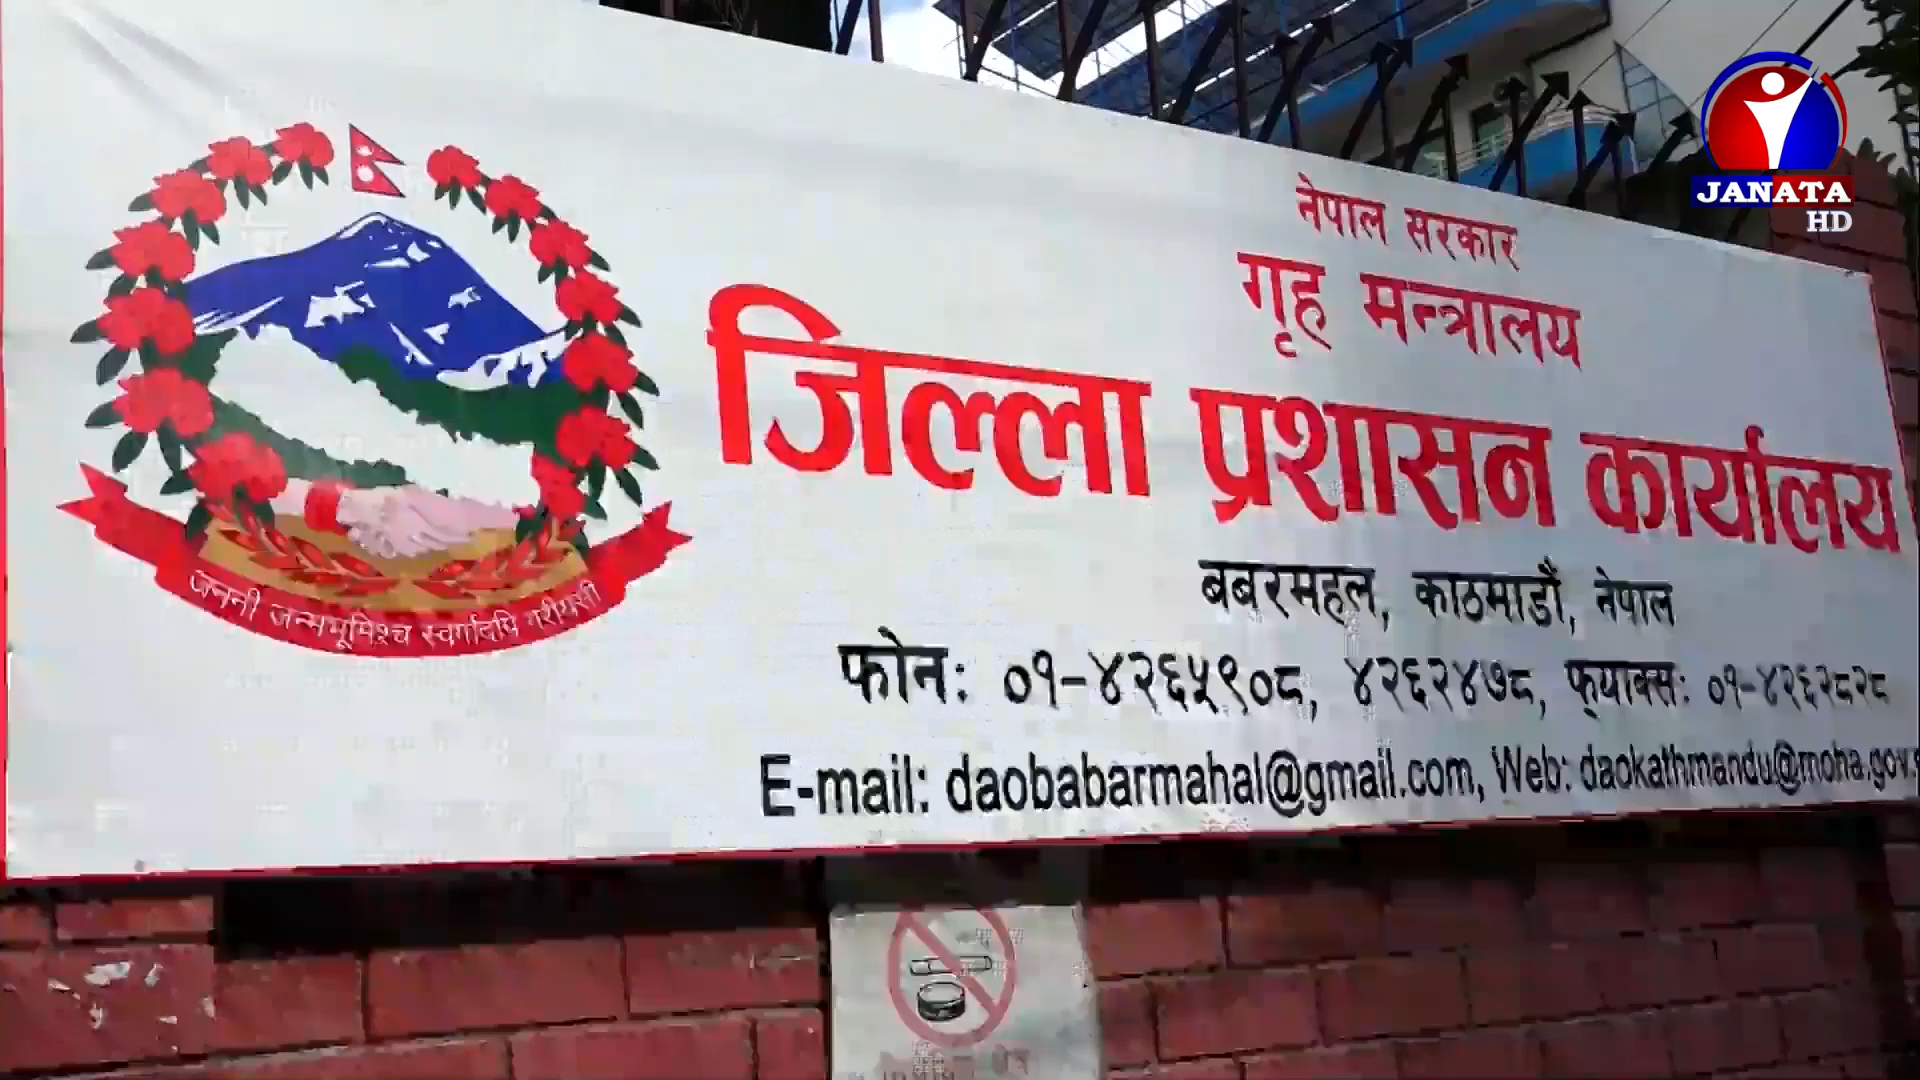 JANATA
HD
नेपाल सरकार
गृह मन्त्रालय
जिल्ला प्रशासन कार्यालय
बबरमहल, काठमाडौं, नेपाल
फोन: ०१-४२६५९०८, ४२६२४७८, फ्याक्स: ०१-४२६२८२८
E-mail: daobabarmahal@gmail.com, Web: daokathmandu@moha.gov.
जननी जन्मभूमिश्च स्वर्गादपि गरीयसी